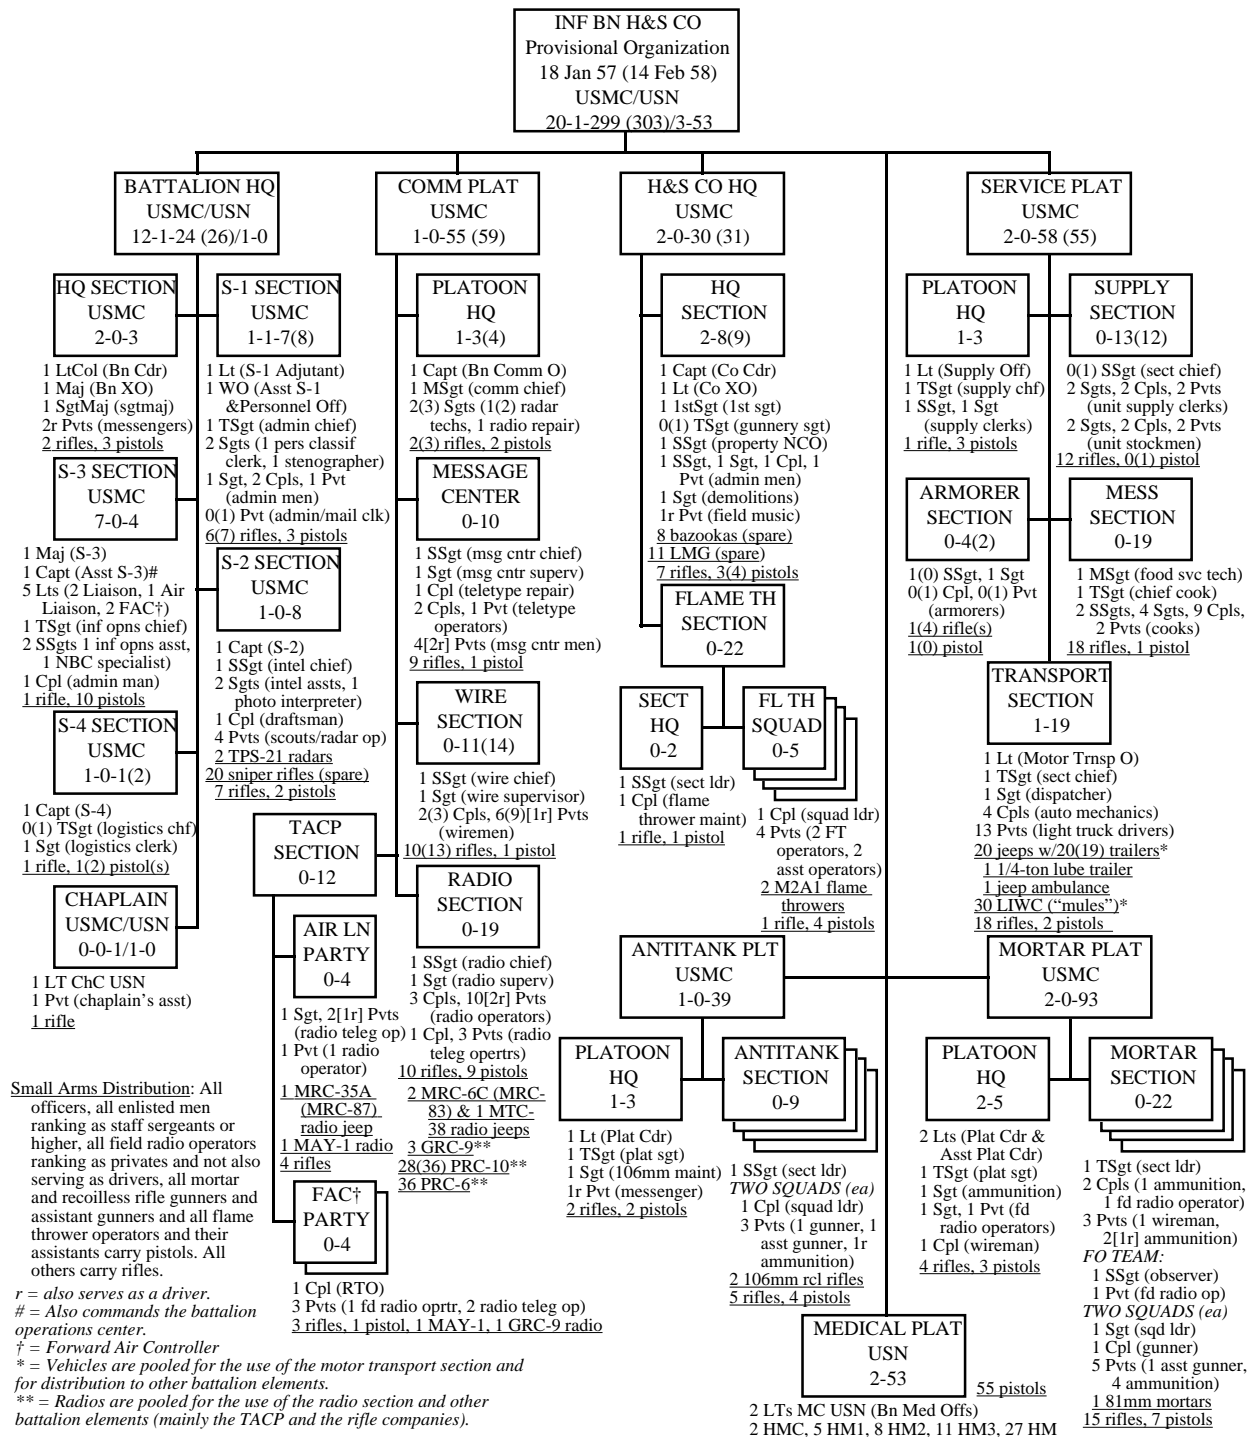 INF BN H&S CO
Provisional Organization
18 Jan 57 (14 Feb 58)
USMC/USN
20-1-299 (303)/3-53
BATTALION HQ
USMC/USN
12-1-24 (26)/1-0
HQ SECTION
USMC
2-0-3
1 LtCol (Bn Cdr)
1 Maj (Bn XO)
1 SgtMaj (sgtmaj)
2r Pvts (messengers)
2 rifles, 3 pistols
S-1 SECTION
USMC
1-1-7(8)
1 Lt (S-1 Adjutant)
1 WO (Asst S-1
&Personnel Off)
1 TSgt (admin chief)
2 Sgts (1 pers classif
clerk, 1 stenographer)
1 Sgt, 2 Cpls, 1 Pvt
(admin men)
0(1) Pvt (admin/mail clk)
6(7) rifles, 3 pistols
S-3 SECTION
USMC
7-0-4
1 Maj (S-3)
1 Capt (Asst S-3)#
5 Lts (2 Liaison, 1 Air
Liaison, 2 FAC†)
1 TSgt (inf opns chief)
2 SSgts 1 inf opns asst,
1 NBC specialist)
1 Cpl (admin man)
1 rifle, 10 pistols
S-2 SECTION
USMC
1-0-8
1 Capt (S-2)
1 SSgt (intel chief)
2 Sgts (intel assts, 1
photo interpreter)
1 Cpl (draftsman)
4 Pvts (scouts/radar op)
2 TPS-21 radars
20 sniper rifles (spare)
7 rifles, 2 pistols
S-4 SECTION
USMC
1-0-1(2)
1 Capt (S-4)
0(1) TSgt (logistics chf)
1 Sgt (logistics clerk)
1 rifle, 1(2) pistol(s)
CHAPLAIN
USMC/USN
0-0-1/1-0
1 LT ChC USN
1 Pvt (chaplain's asst)
1 rifle
COMM PLAT
USMC
1-0-55 (59)
PLATOON
HQ
1-3(4)
1 Capt (Bn Comm O)
1 MSgt (comm chief)
2(3) Sgts (1(2) radar
techs, 1 radio repair)
2(3) rifles, 2 pistols
MESSAGE
CENTER
0-10
1 SSgt (msg cntr chief)
1 Sgt (msg cntr superv)
1 Cpl (teletype repair)
2 Cpls, 1 Pvt (teletype
operators)
4[2r] Pvts (msg cntr men)
9 rifles, 1 pistol
WIRE
SECTION
0-11(14)
1 SSgt (wire chief)
1 Sgt (wire supervisor)
2(3) Cpls, 6(9)[1r] Pvts
(wiremen)
10(13) rifles, 1 pistol
TACP
SECTION
0-12
RADIO
SECTION
0-19
1 SSgt (radio chief)
1 Sgt (radio superv)
3 Cpls, 10[2r] Pvts
(radio operators)
1 Cpl, 3 Pvts (radio
teleg opertrs)
10 rifles, 9 pistols
2 MRC-6C (MRC-
83) & 1 MTC-
38 radio jeeps
3 GRC-9**
28(36) PRC-10**
36 PRC-6**
AIR LN
PARTY
0-4
1 Sgt, 2[1r] Pvts
(radio teleg op)
1 Pvt (1 radio
operator)
1 MRC-35A
(MRC-87)
radio jeep
1 MAY-1 radio
4 rifles
FAC†
PARTY
0-4
1 Cpl (RTO)
3 Pvts (1 fd radio oprtr, 2 radio teleg op)
3 rifles, 1 pistol, 1 MAY-1, 1 GRC-9 radio
H&S CO HQ
USMC
2-0-30 (31)
HQ
SECTION
2-8(9)
1 Capt (Co Cdr)
1 Lt (Co XO)
1 1stSgt (1st sgt)
0(1) TSgt (gunnery sgt)
1 SSgt (property NCO)
1 SSgt, 1 Sgt, 1 Cpl, 1
Pvt (admin men)
1 Sgt (demolitions)
1r Pvt (field music)
8 bazookas (spare)
11 LMG (spare)
7 rifles, 3(4) pistols
FLAME TH
SECTION
0-22
SECT
HQ
0-2
1 SSgt (sect ldr)
1 Cpl (flame
thrower maint)
1 rifle, 1 pistol
FL TH
SQUAD
0-5
1 Cpl (squad ldr)
4 Pvts (2 FT
operators, 2
asst operators)
2 M2A1 flame
throwers
1 rifle, 4 pistols
SERVICE PLAT
USMC
2-0-58 (55)
PLATOON
HQ
1-3
1 Lt (Supply Off)
1 TSgt (supply chf)
1 SSgt, 1 Sgt
(supply clerks)
1 rifle, 3 pistols
SUPPLY
SECTION
0-13(12)
0(1) SSgt (sect chief)
2 Sgts, 2 Cpls, 2 Pvts
(unit supply clerks)
2 Sgts, 2 Cpls, 2 Pvts
(unit stockmen)
12 rifles, 0(1) pistol
ARMORER
SECTION
0-4(2)
1(0) SSgt, 1 Sgt
0(1) Cpl, 0(1) Pvt
(armorers)
1(4) rifle(s)
1(0) pistol
MESS
SECTION
0-19
1 MSgt (food svc tech)
1 TSgt (chief cook)
2 SSgts, 4 Sgts, 9 Cpls,
2 Pvts (cooks)
18 rifles, 1 pistol
TRANSPORT
SECTION
1-19
1 Lt (Motor Trnsp O)
1 TSgt (sect chief)
1 Sgt (dispatcher)
4 Cpls (auto mechanics)
13 Pvts (light truck drivers)
20 jeeps w/20(19) trailers*
1 1/4-ton lube trailer
1 jeep ambulance
30 LIWC (“mules”)*
18 rifles, 2 pistols
ANTITANK PLT
USMC
1-0-39
PLATOON
HQ
1-3
1 Lt (Plat Cdr)
1 TSgt (plat sgt)
1 Sgt (106mm maint)
1r Pvt (messenger)
2 rifles, 2 pistols
ANTITANK
SECTION
0-9
1 SSgt (sect ldr)
TWO SQUADS (ea)
1 Cpl (squad ldr)
3 Pvts (1 gunner, 1
asst gunner, 1r
ammunition)
2 106mm rcl rifles
5 rifles, 4 pistols
MORTAR PLAT
USMC
2-0-93
PLATOON
HQ
2-5
2 Lts (Plat Cdr &
Asst Plat Cdr)
1 TSgt (plat sgt)
1 Sgt (ammunition)
1 Sgt, 1 Pvt (fd
radio operators)
1 Cpl (wireman)
4 rifles, 3 pistols
MORTAR
SECTION
0-22
1 TSgt (sect ldr)
2 Cpls (1 ammunition,
1 fd radio operator)
3 Pvts (1 wireman,
2[1r] ammunition)
FO TEAM:
1 SSgt (observer)
1 Pvt (fd radio op)
TWO SQUADS (ea)
1 Sgt (sqd ldr)
1 Cpl (gunner)
5 Pvts (1 asst gunner,
4 ammunition)
1 81mm mortars
15 rifles, 7 pistols
MEDICAL PLAT
USN
2-53
55 pistols
2 LTs MC USN (Bn Med Offs)
2 HMC, 5 HM1, 8 HM2, 11 HM3, 27 HM
Small Arms Distribution: All
officers, all enlisted men
ranking as staff sergeants or
higher, all field radio operators
ranking as privates and not also
serving as drivers, all mortar
and recoilless rifle gunners and
assistant gunners and all flame
thrower operators and their
assistants carry pistols. All
others carry rifles.
r = also serves as a driver.
# = Also commands the battalion
operations center.
† = Forward Air Controller
* = Vehicles are pooled for the use of the motor transport section and
for distribution to other battalion elements.
** = Radios are pooled for the use of the radio section and other
battalion elements (mainly the TACP and the rifle companies).